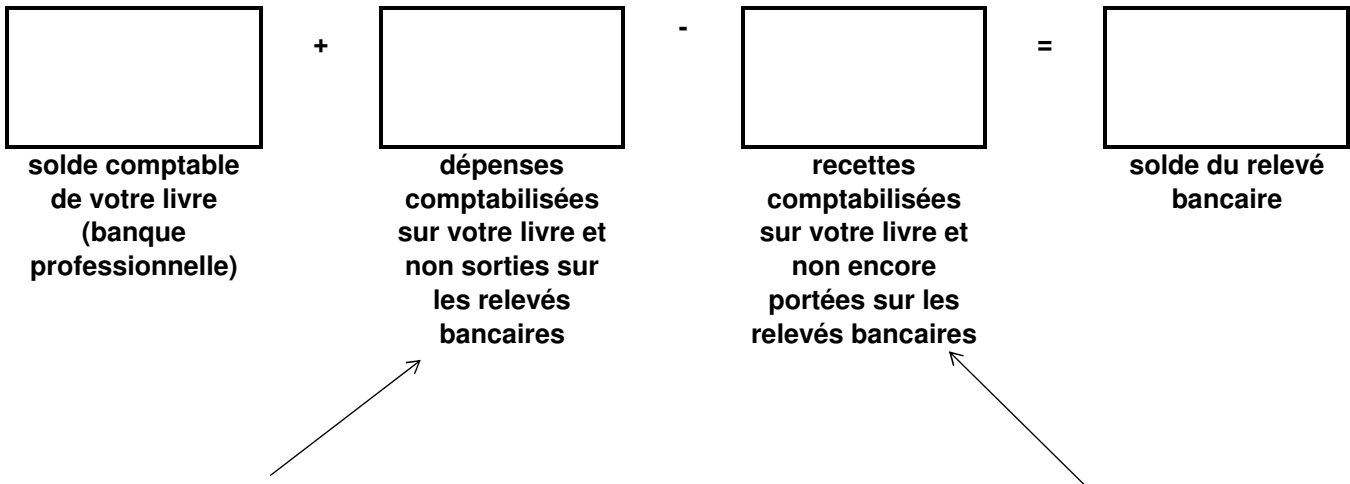 +
-
=
solde comptable
de votre livre
(banque
professionnelle)
dépenses
comptabilisées
sur votre livre et
non sorties sur
les relevés
bancaires
recettes
comptabilisées
sur votre livre et
non encore
portées sur les
relevés bancaires
solde du relevé
bancaire